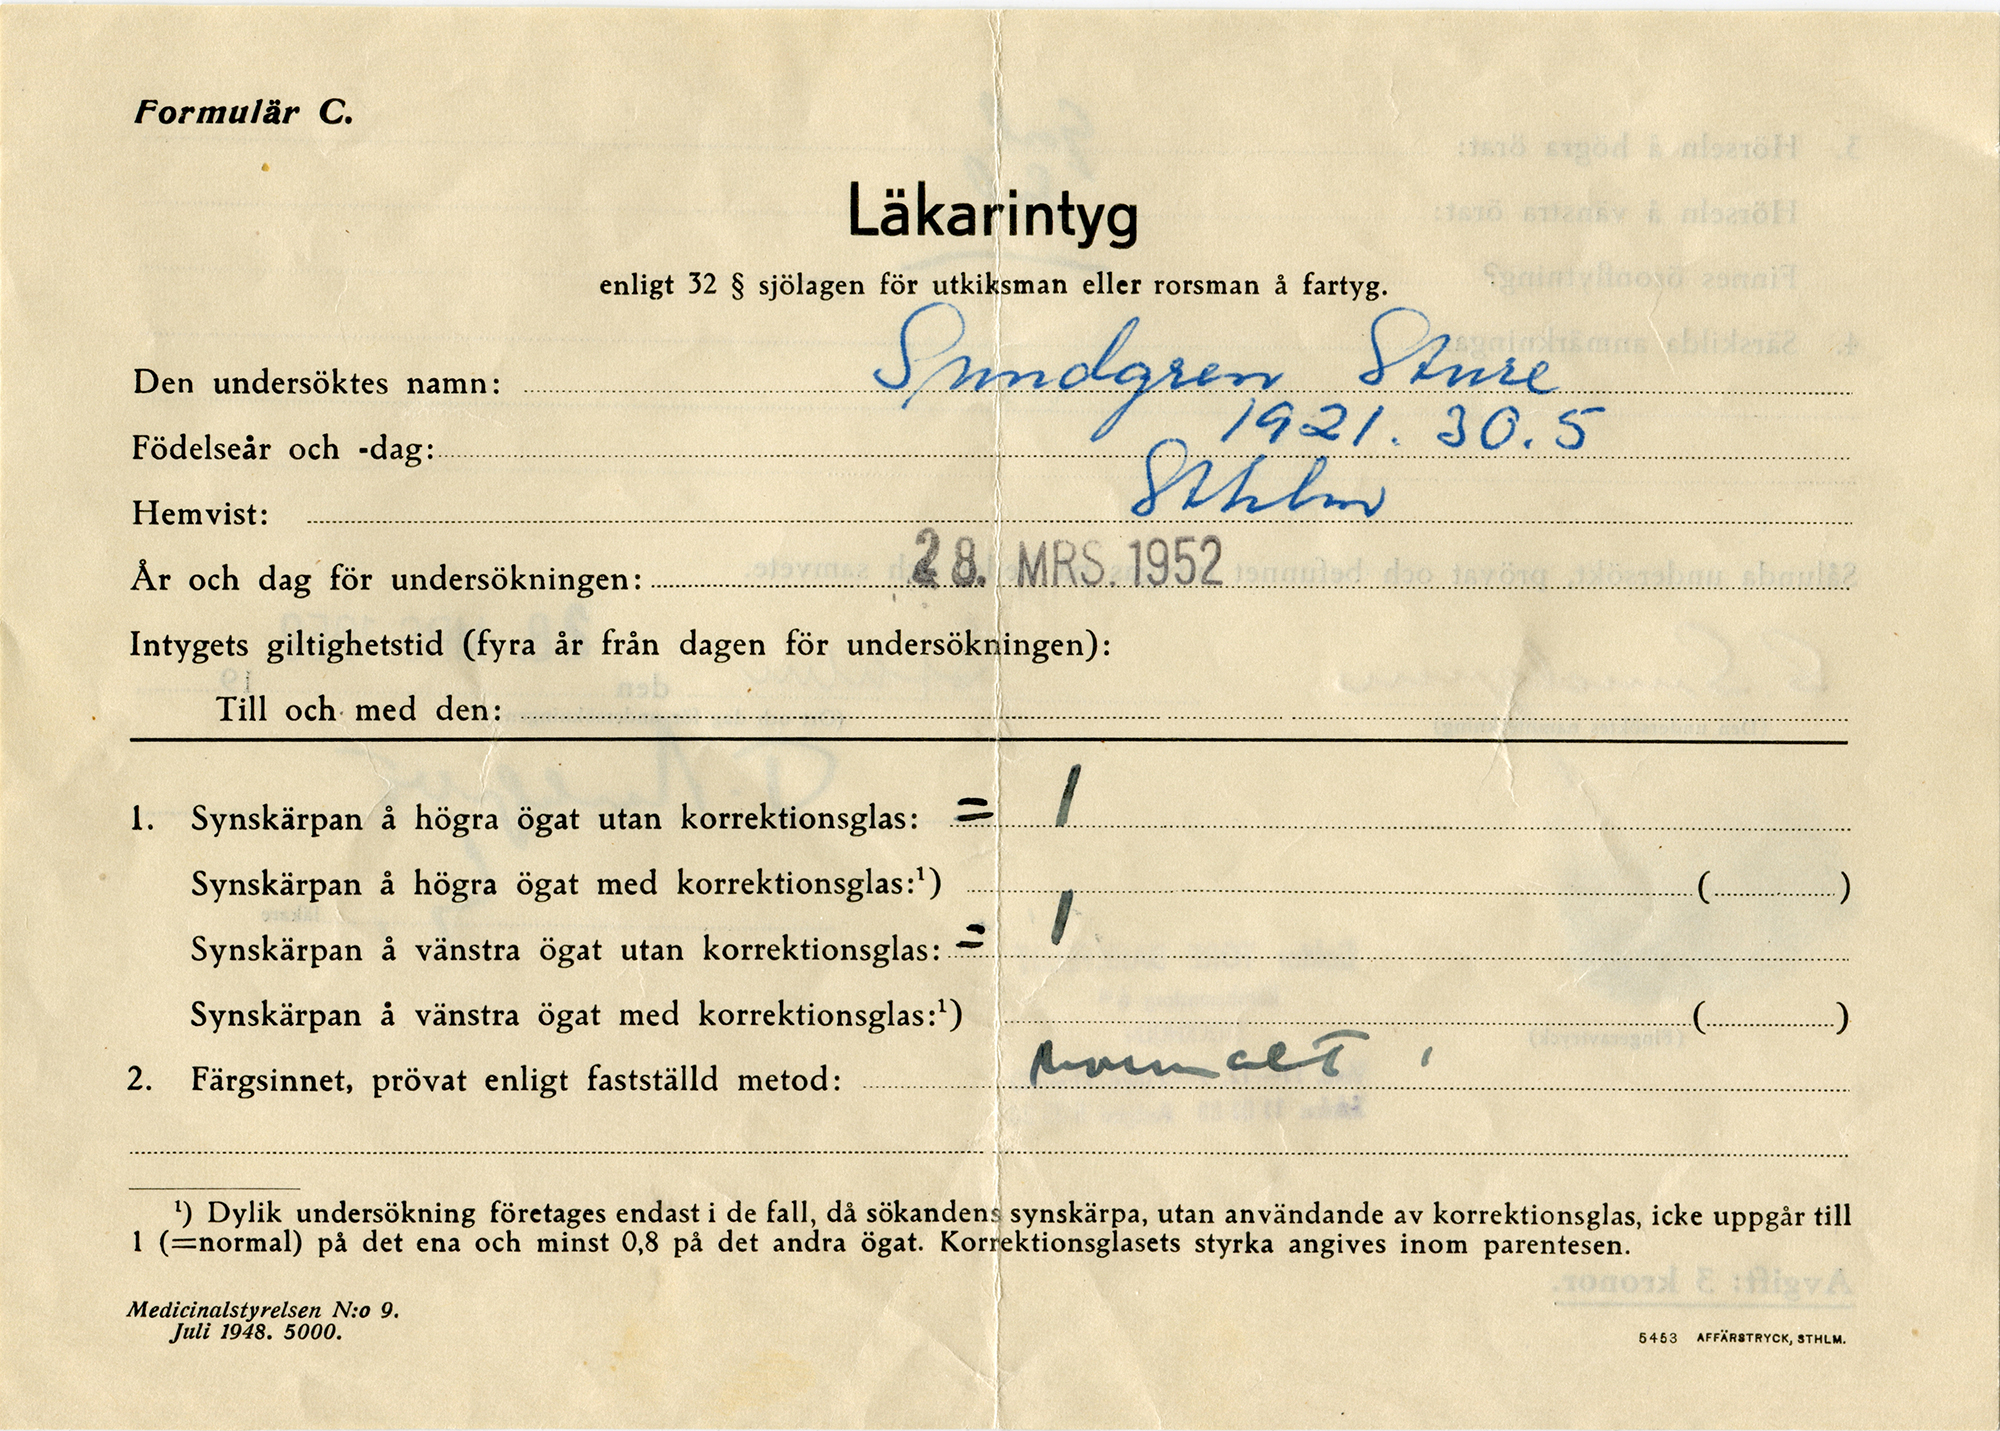 Formulär C.
Läkarintyg
enligt 32 § sjölagen för utkiksman eller rorsman å fartyg.
Den undersöktes namn: Sundgren Sture
Födelseår och -dag: 1921. 30. 5
Hemvist: Sthlm
År och dag för undersökningen: 28. MRS. 1952
Intygets giltighetstid (fyra år från dagen för undersökningen):
Till och med den:
1. Synskärpan å högra ögat utan korrektionsglas: = 1
Synskärpan å högra ögat med korrektionsglas:¹) ( )
Synskärpan å vänstra ögat utan korrektionsglas: = 1
Synskärpan å vänstra ögat med korrektionsglas:¹) ( )
2. Färgsinnet, prövat enligt fastställd metod: normalt
¹) Dylik undersökning företages endast i de fall, då sökandens synskärpa, utan användande av korrektionsglas, icke uppgår till
1 (=normal) på det ena och minst 0,8 på det andra ögat. Korrektionsglasets styrka angives inom parentesen.
Medicinalstyrelsen N:o 9.
Juli 1948. 5000.
5453 AFFÄRSTRYCK, STHLM.